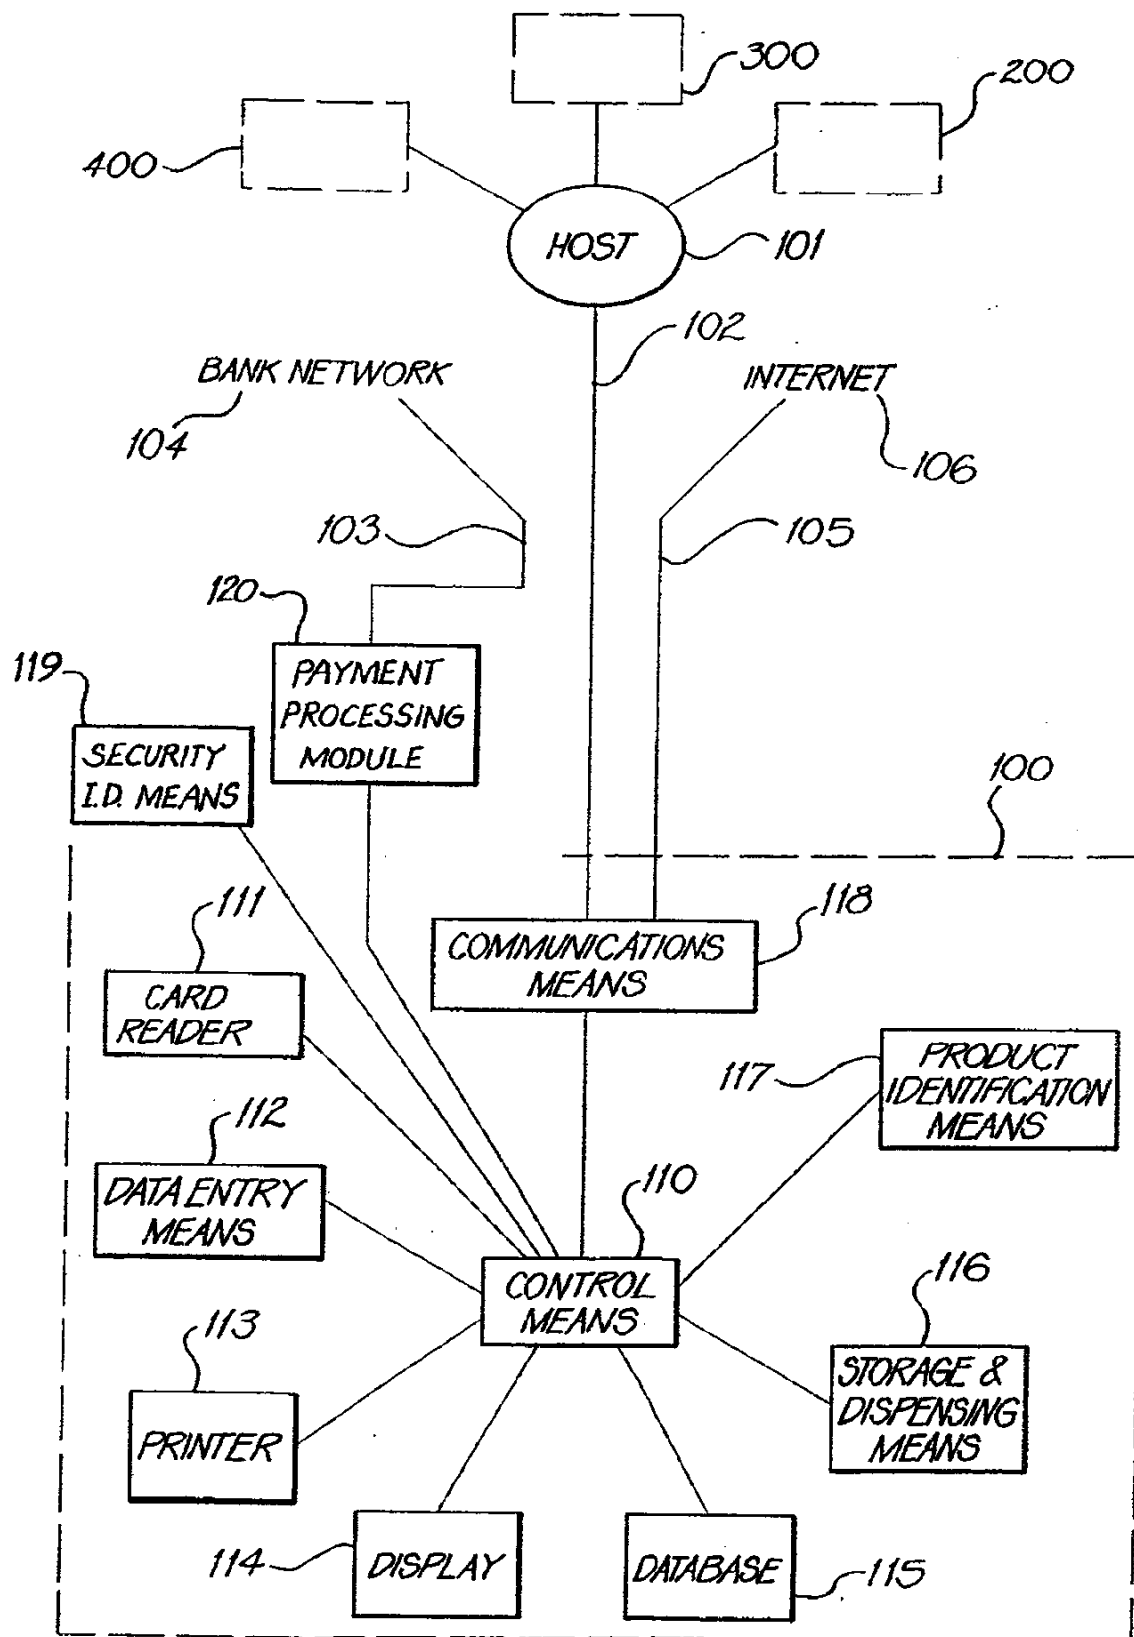 300
200
400
HOST
101
102
BANK NETWORK
INTERNET
104
106
103
105
120
PAYMENT
PROCESSING
MODULE
119
SECURITY
I.D. MEANS
100
111
118
COMMUNICATIONS
MEANS
CARD
READER
117
PRODUCT
IDENTIFICATION
MEANS
112
DATA ENTRY
MEANS
110
CONTROL
MEANS
116
STORAGE &
DISPENSING
MEANS
113
PRINTER
114
DISPLAY
DATABASE
115